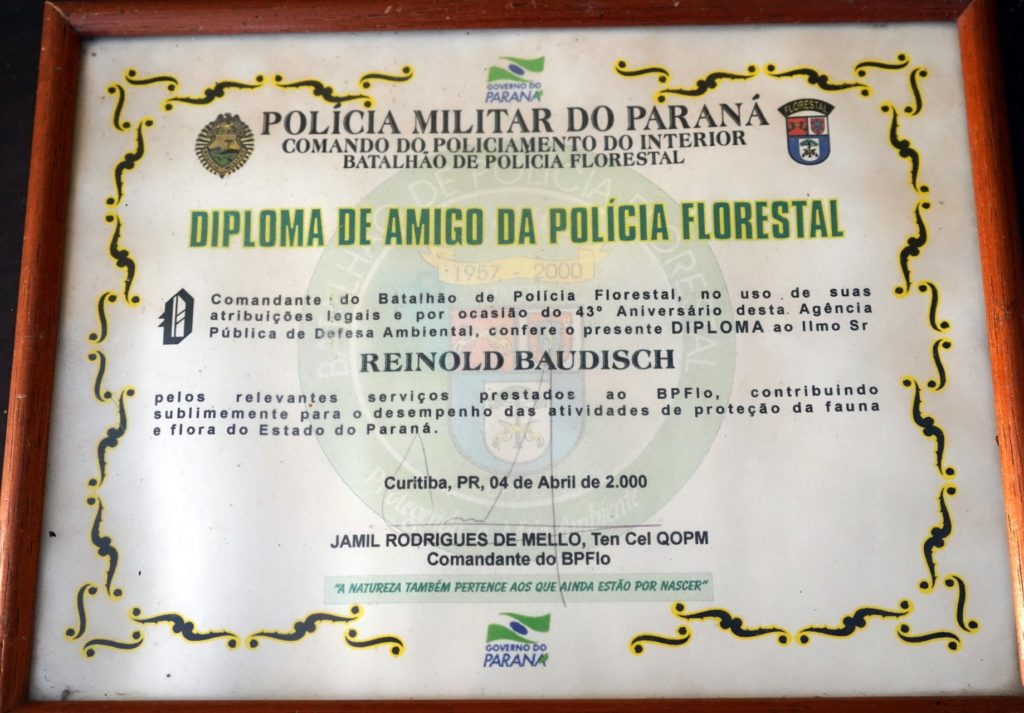 GOVERNO DO
PARANÁ
POLÍCIA MILITAR DO PARANÁ
COMANDO DO POLICIAMENTO DO INTERIOR
BATALHÃO DE POLÍCIA FLORESTAL
FLORESTAL
DIPLOMA DE AMIGO DA POLÍCIA FLORESTAL
BATALHÃO DE POLÍCIA FLORESTAL
1957 - 2000
O Comandante do Batalhão de Polícia Florestal, no uso de suas
atribuições legais e por ocasião do 43º Aniversário desta Agência
Pública de Defesa Ambiental, confere o presente DIPLOMA ao Ilmo Sr
REINOLD BAUDISCH
pelos relevantes serviços prestados ao BPFlo, contribuindo
sublimemente para o desempenho das atividades de proteção da fauna
e flora do Estado do Paraná.
Curitiba, PR, 04 de Abril de 2.000
JAMIL RODRIGUES DE MELLO, Ten Cel QOPM
Comandante do BPFlo
"A NATUREZA TAMBÉM PERTENCE AOS QUE AINDA ESTÃO POR NASCER"
GOVERNO DO
PARANÁ